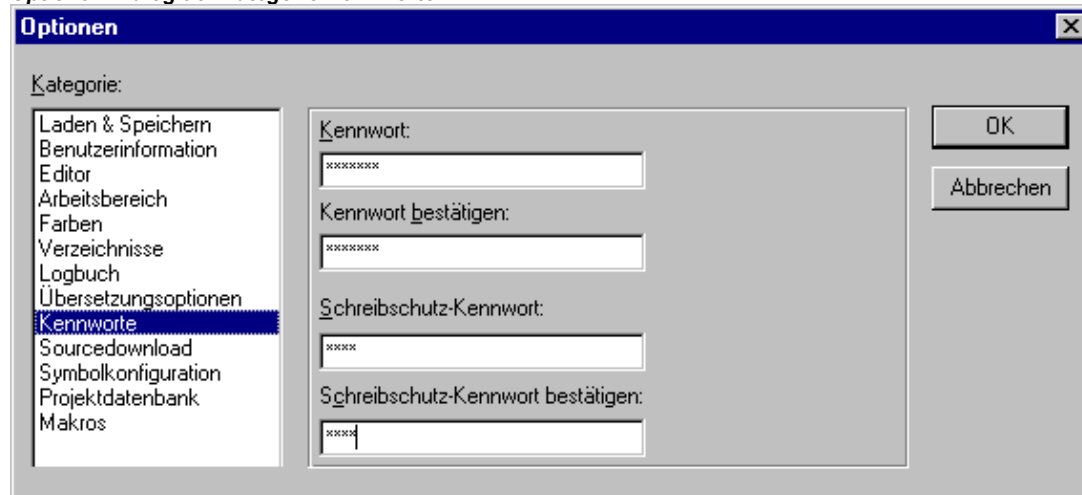 Optionen
Kategorie:
Laden & Speichern
Benutzerinformation
Editor
Arbeitsbereich
Farben
Verzeichnisse
Logbuch
Übersetzungsoptionen
Kennworte
Sourcedownload
Symbolkonfiguration
Projektdatenbank
Makros
Kennwort:
*******
Kennwort bestätigen:
*******
Schreibschutz-Kennwort:
****
Schreibschutz-Kennwort bestätigen:
****
OK
Abbrechen